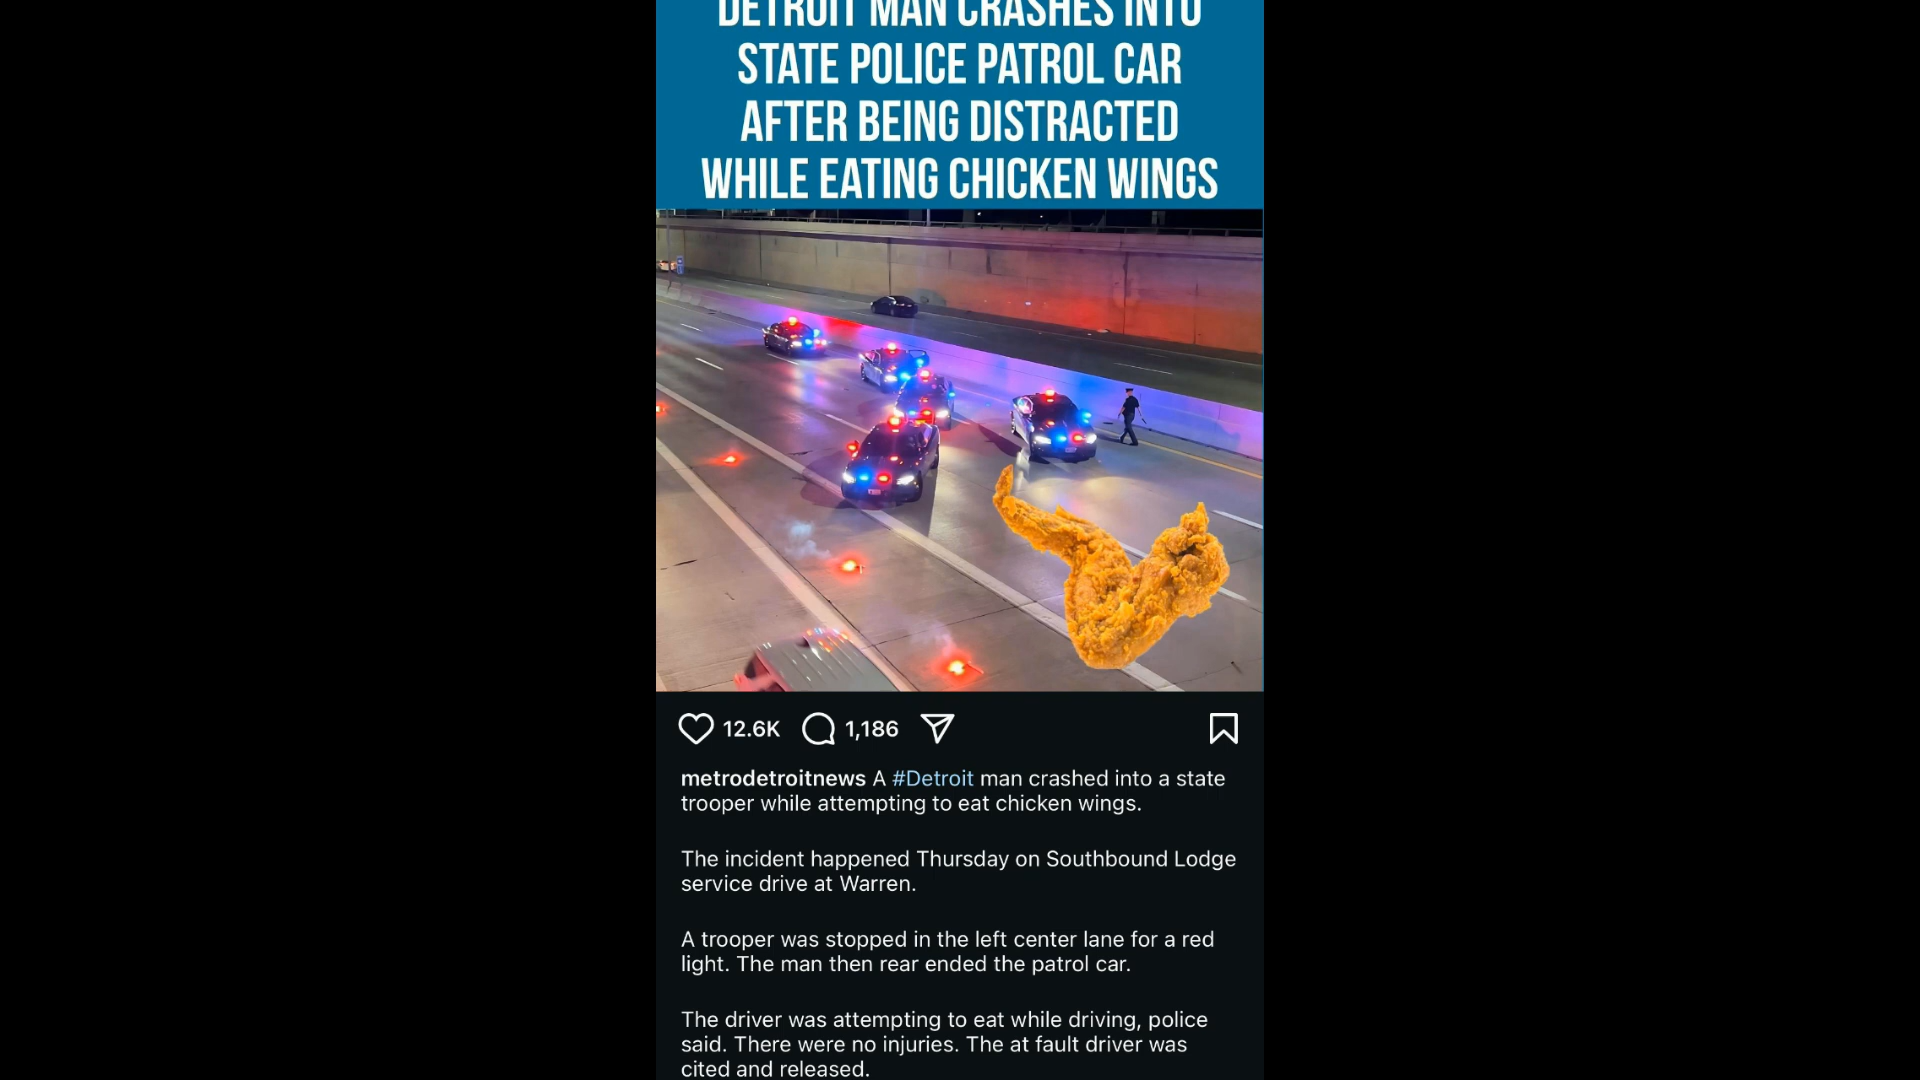 DETROIT MAN CRASHES INTO
STATE POLICE PATROL CAR
AFTER BEING DISTRACTED
WHILE EATING CHICKEN WINGS
12.6K 1,186
metrodetroitnews A #Detroit man crashed into a state
trooper while attempting to eat chicken wings.
The incident happened Thursday on Southbound Lodge
service drive at Warren.
A trooper was stopped in the left center lane for a red
light. The man then rear ended the patrol car.
The driver was attempting to eat while driving, police
said. There were no injuries. The at fault driver was
cited and released.